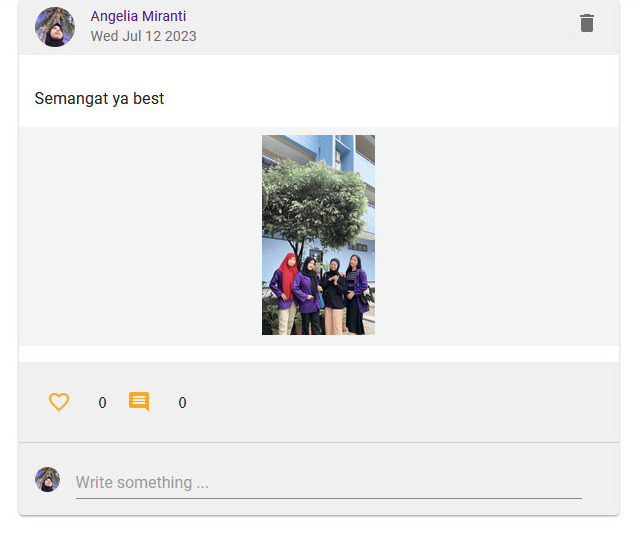 Angelia Miranti
Wed Jul 12 2023
Semangat ya best
0 0
Write something ...